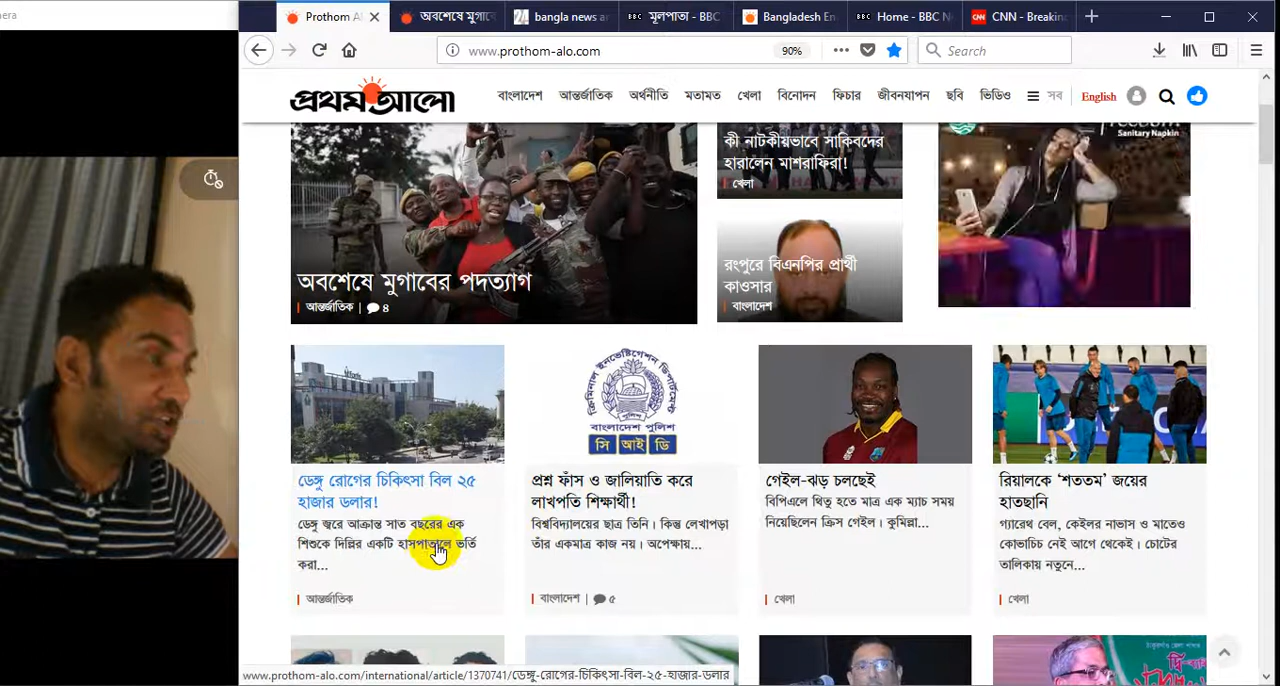 Prothom Al
অবশেষে মুগাবে
bangla news an
মূলপাতা - BBC
Bangladesh En
Home - BBC N
CNN - Breakin
www.prothom-alo.com
90%
Search
প্রথম আলো
বাংলাদেশ
আন্তর্জাতিক
অর্থনীতি
মতামত
খেলা
বিনোদন
ফিচার
জীবনযাপন
ছবি
ভিডিও
সব
English
কী নাটকীয়ভাবে সাকিবদের
হারালেন মাশরাফিরা!
খেলা
Sanitary Napkin
অবশেষে মুগাবের পদত্যাগ
আন্তর্জাতিক | ৪
রংপুরে বিএনপির প্রার্থী
কাওসার
বাংলাদেশ
ডেঙ্গু রোগের চিকিৎসা বিল ২৫
হাজার ডলার!
ডেঙ্গু জ্বরে আক্রান্ত সাত বছরের এক
শিশুকে দিল্লির একটি হাসপাতালে ভর্তি
করা...
আন্তর্জাতিক
ক্রিমিনাল ইনভেস্টিগেশন ডিপার্টমেন্ট
বাংলাদেশ পুলিশ
সি আই ডি
প্রশ্ন ফাঁস ও জালিয়াতি করে
লাখপতি শিক্ষার্থী!
বিশ্ববিদ্যালয়ের ছাত্র তিনি। কিন্তু লেখাপড়া
তাঁর একমাত্র কাজ নয়। অপেক্ষায়...
বাংলাদেশ | ৫
গেইল-ঝড় চলছেই
বিপিএলে থিতু হতে মাত্র এক ম্যাচ সময়
নিয়েছিলেন ক্রিস গেইল। কুমিল্লা...
খেলা
রিয়ালকে ‘শততম’ জয়ের
হাতছানি
গ্যারেথ বেল, কেইলর নাভাস ও মাতেও
কোভাচিচ নেই আগে থেকেই। চোটের
তালিকায় নতুনে...
খেলা
www.prothom-alo.com/international/article/1370741/ডেঙ্গু-রোগের-চিকিৎসা-বিল-২৫-হাজার-ডলার